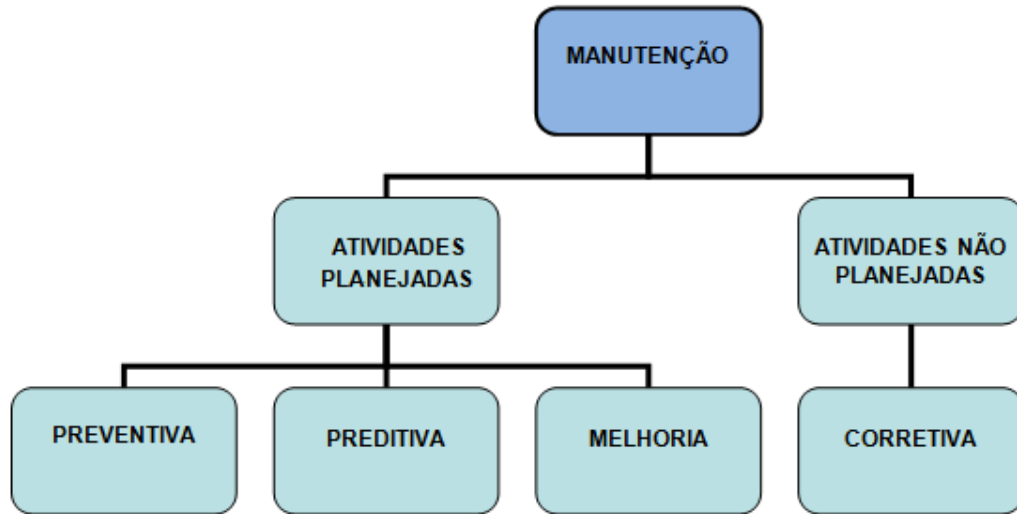 MANUTENÇÃO
ATIVIDADES
PLANEJADAS
ATIVIDADES NÃO
PLANEJADAS
PREVENTIVA
PREDITIVA
MELHORIA
CORRETIVA